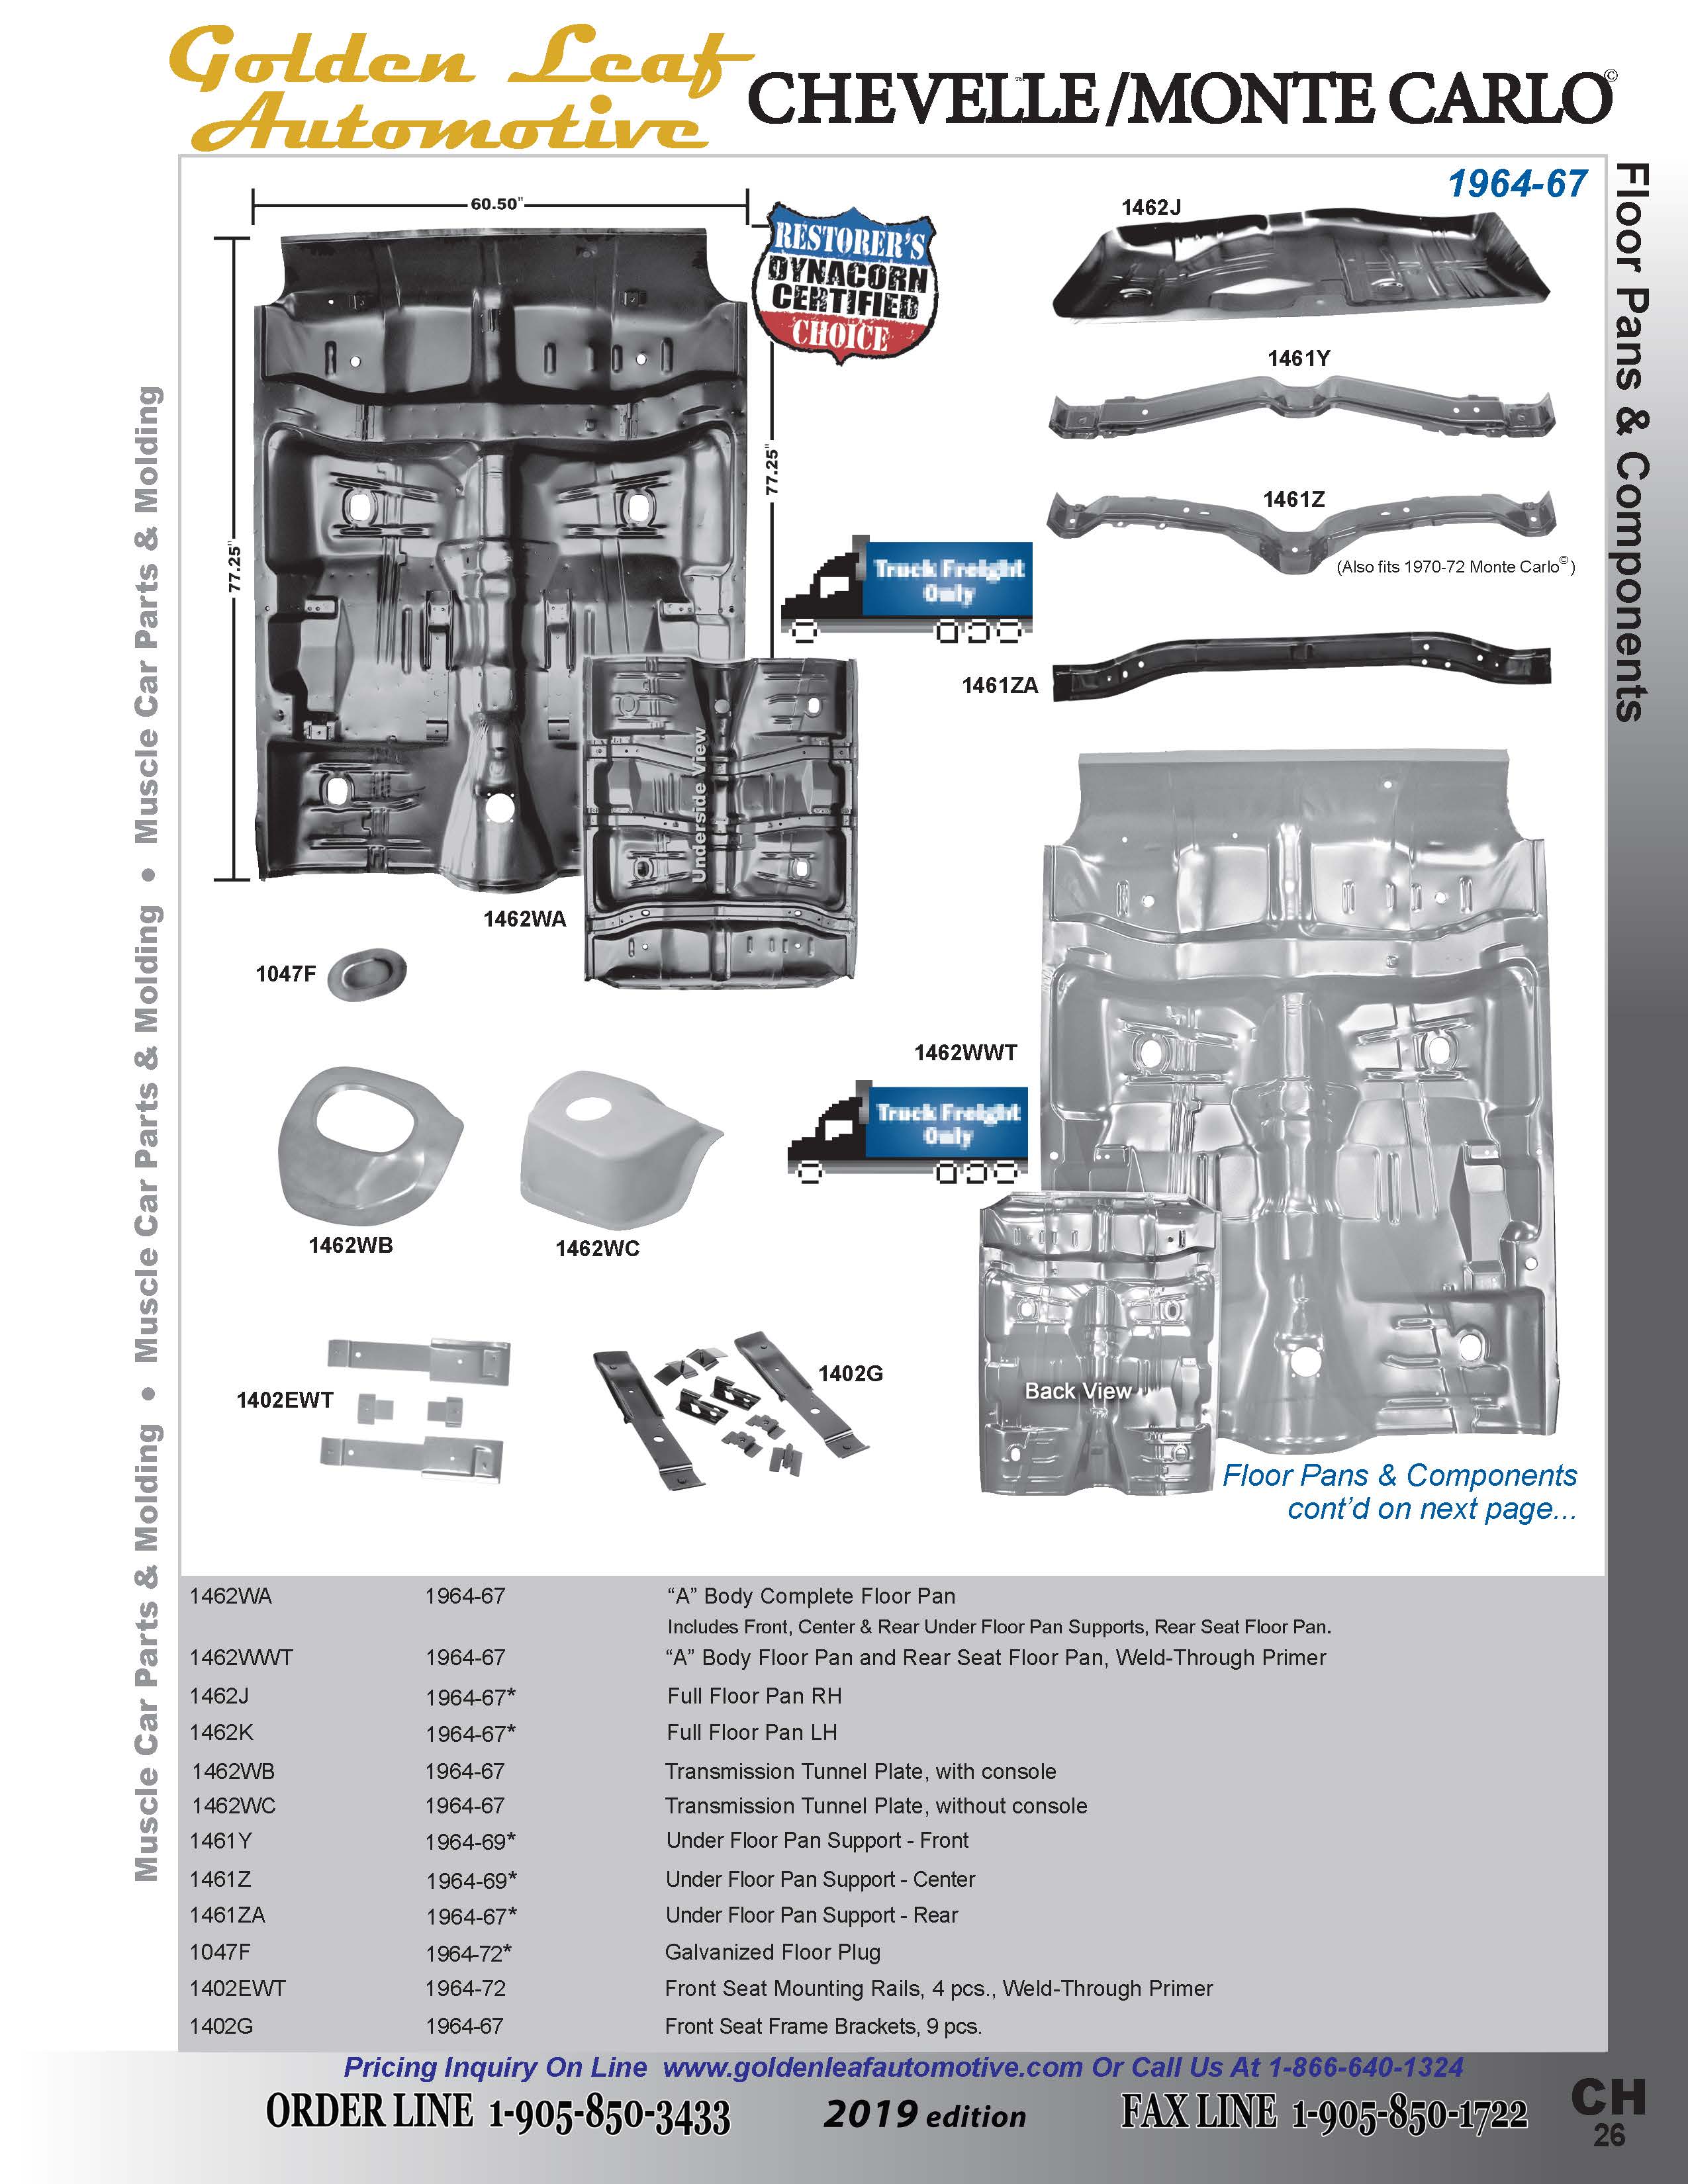 Golden Leaf
Automotive
CHEVELLE™/MONTE CARLO©
1964-67
Floor Pans & Components
Muscle Car Parts & Molding • Muscle Car Parts & Molding • Muscle Car Parts & Molding
60.50"
77.25"
77.25"
RESTORER'S
DYNACORN
CERTIFIED
CHOICE
1462J
1461Y
1461Z
(Also fits 1970-72 Monte Carlo©)
Truck Freight
Only
1461ZA
Underside View
1462WA
1047F
1462WWT
Truck Freight
Only
1462WB
1462WC
1402EWT
1402G
Back View
Floor Pans & Components
cont'd on next page...
1462WA 1964-67 “A” Body Complete Floor Pan
Includes Front, Center & Rear Under Floor Pan Supports, Rear Seat Floor Pan.
1462WWT 1964-67 “A” Body Floor Pan and Rear Seat Floor Pan, Weld-Through Primer
1462J 1964-67* Full Floor Pan RH
1462K 1964-67* Full Floor Pan LH
1462WB 1964-67 Transmission Tunnel Plate, with console
1462WC 1964-67 Transmission Tunnel Plate, without console
1461Y 1964-69* Under Floor Pan Support - Front
1461Z 1964-69* Under Floor Pan Support - Center
1461ZA 1964-67* Under Floor Pan Support - Rear
1047F 1964-72* Galvanized Floor Plug
1402EWT 1964-72 Front Seat Mounting Rails, 4 pcs., Weld-Through Primer
1402G 1964-67 Front Seat Frame Brackets, 9 pcs.
Pricing Inquiry On Line www.goldenleafautomotive.com Or Call Us At 1-866-640-1324
ORDER LINE 1-905-850-3433 2019 edition FAX LINE 1-905-850-1722
CH
26